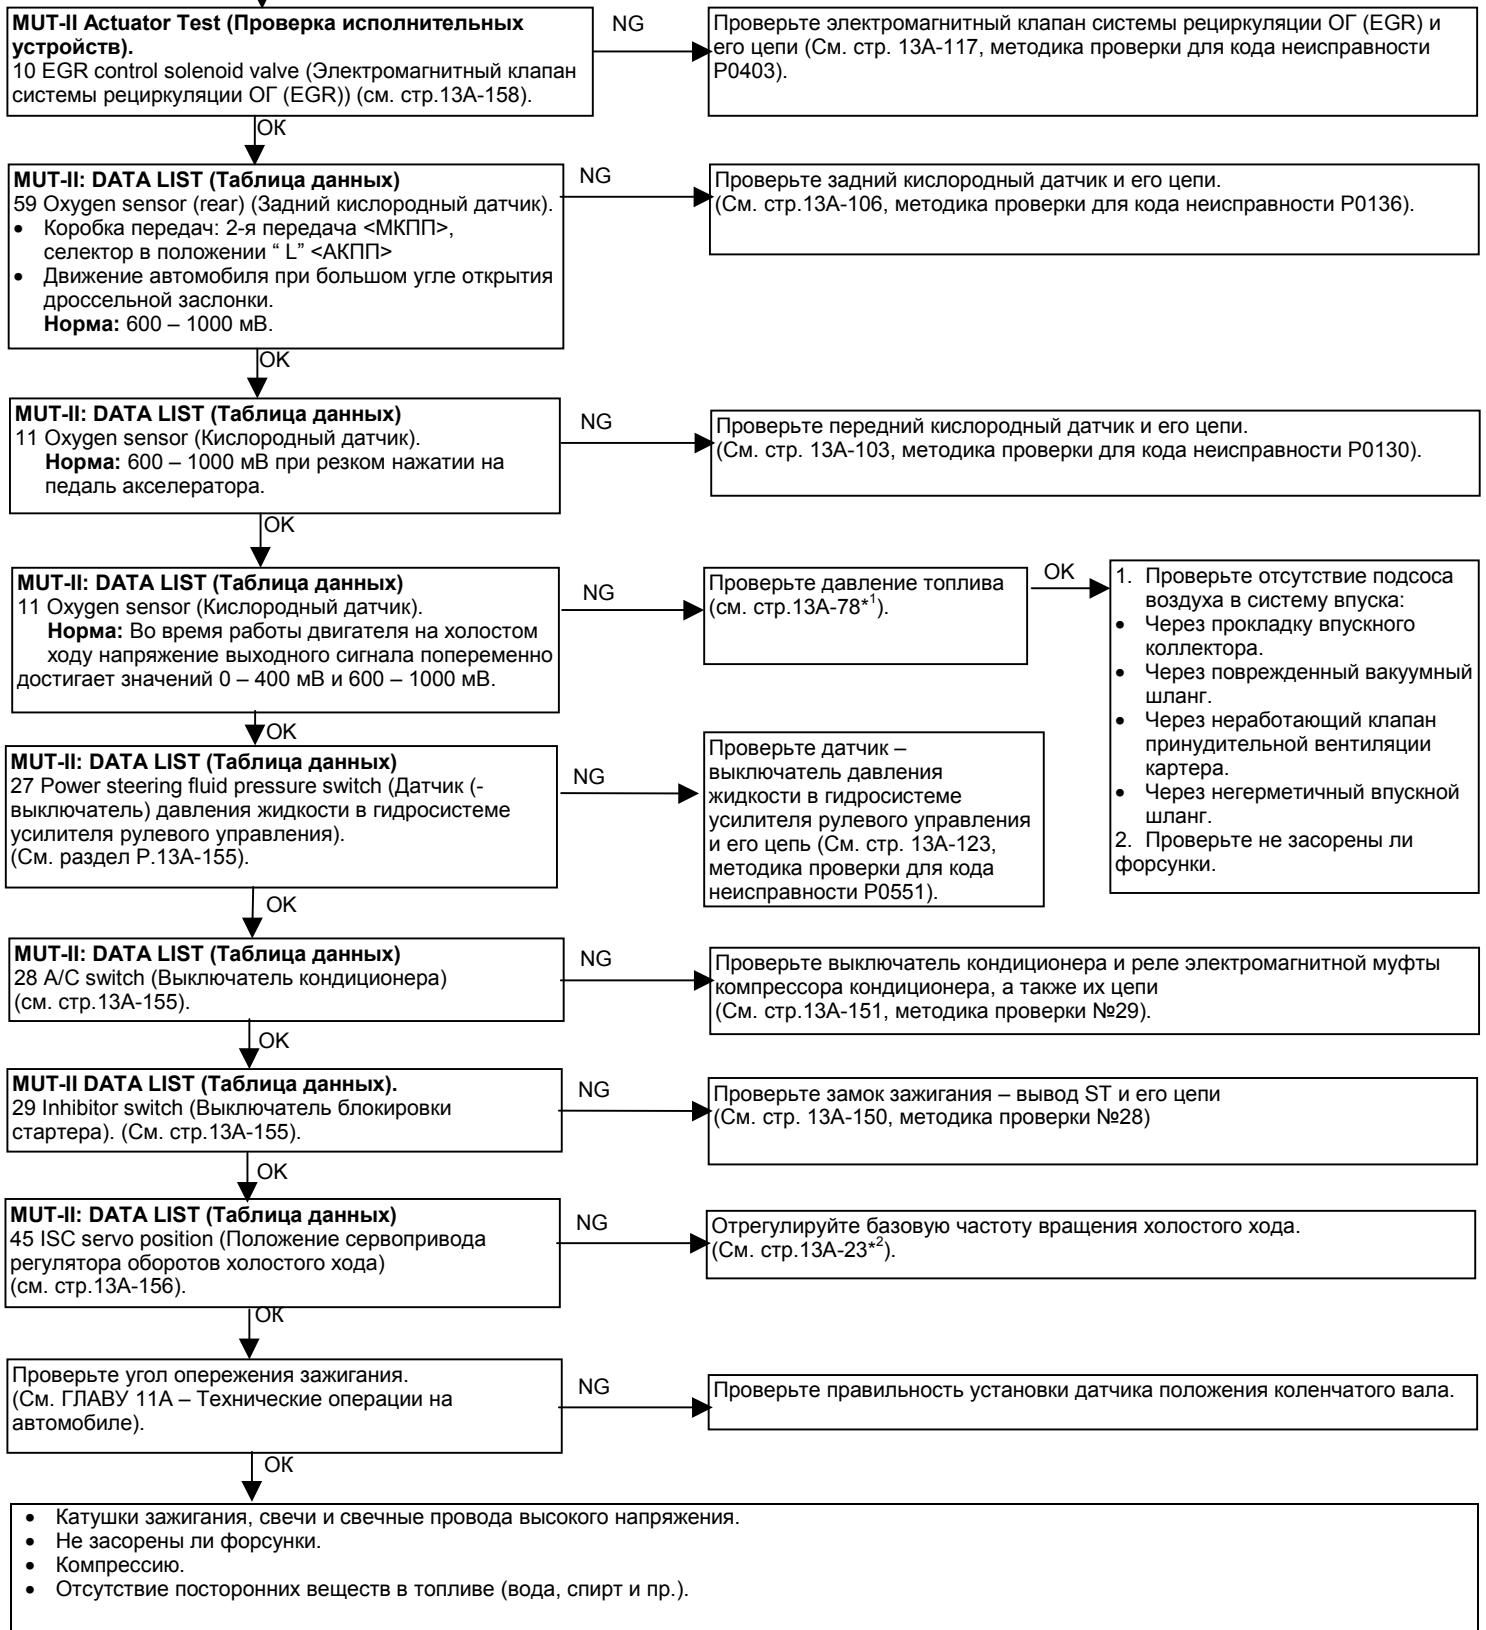 MUT-II Actuator Test (Проверка исполнительных
устройств).
10 EGR control solenoid valve (Электромагнитный клапан
системы рециркуляции ОГ (EGR)) (см. стр.13А-158).
NG
Проверьте электромагнитный клапан системы рециркуляции ОГ (EGR) и
его цепи (См. стр. 13А-117, методика проверки для кода неисправности
Р0403).
OK
MUT-II: DATA LIST (Таблица данных)
59 Oxygen sensor (rear) (Задний кислородный датчик).
• Коробка передач: 2-я передача <МКПП>,
селектор в положении “ L” <АКПП>
• Движение автомобиля при большом угле открытия
дроссельной заслонки.
Норма: 600 – 1000 мВ.
NG
Проверьте задний кислородный датчик и его цепи.
(См. стр.13А-106, методика проверки для кода неисправности Р0136).
OK
MUT-II: DATA LIST (Таблица данных)
11 Oxygen sensor (Кислородный датчик).
Норма: 600 – 1000 мВ при резком нажатии на
педаль акселератора.
NG
Проверьте передний кислородный датчик и его цепи.
(См. стр. 13А-103, методика проверки для кода неисправности Р0130).
OK
MUT-II: DATA LIST (Таблица данных)
11 Oxygen sensor (Кислородный датчик).
Норма: Во время работы двигателя на холостом
ходу напряжение выходного сигнала попеременно
достигает значений 0 – 400 мВ и 600 – 1000 мВ.
NG
Проверьте давление топлива
(см. стр.13А-78*1).
OK
1. Проверьте отсутствие подсоса
воздуха в систему впуска:
• Через прокладку впускного
коллектора.
• Через поврежденный вакуумный
шланг.
• Через неработающий клапан
принудительной вентиляции
картера.
• Через негерметичный впускной
шланг.
2. Проверьте не засорены ли
форсунки.
OK
MUT-II: DATA LIST (Таблица данных)
27 Power steering fluid pressure switch (Датчик (-
выключатель) давления жидкости в гидросистеме
усилителя рулевого управления).
(См. раздел Р.13А-155).
NG
Проверьте датчик –
выключатель давления
жидкости в гидросистеме
усилителя рулевого управления
и его цепь (См. стр. 13А-123,
методика проверки для кода
неисправности Р0551).
OK
MUT-II: DATA LIST (Таблица данных)
28 A/C switch (Выключатель кондиционера)
(см. стр.13А-155).
NG
Проверьте выключатель кондиционера и реле электромагнитной муфты
компрессора кондиционера, а также их цепи
(См. стр.13А-151, методика проверки №29).
OK
MUT-II DATA LIST (Таблица данных).
29 Inhibitor switch (Выключатель блокировки
стартера). (См. стр.13А-155).
NG
Проверьте замок зажигания – вывод ST и его цепи
(См. стр. 13А-150, методика проверки №28)
OK
MUT-II: DATA LIST (Таблица данных)
45 ISC servo position (Положение сервопривода
регулятора оборотов холостого хода)
(см. стр.13А-156).
NG
Отрегулируйте базовую частоту вращения холостого хода.
(См. стр.13А-23*2).
OK
Проверьте угол опережения зажигания.
(См. ГЛАВУ 11А – Технические операции на
автомобиле).
NG
Проверьте правильность установки датчика положения коленчатого вала.
OK
• Катушки зажигания, свечи и свечные провода высокого напряжения.
• Не засорены ли форсунки.
• Компрессию.
• Отсутствие посторонних веществ в топливе (вода, спирт и пр.).